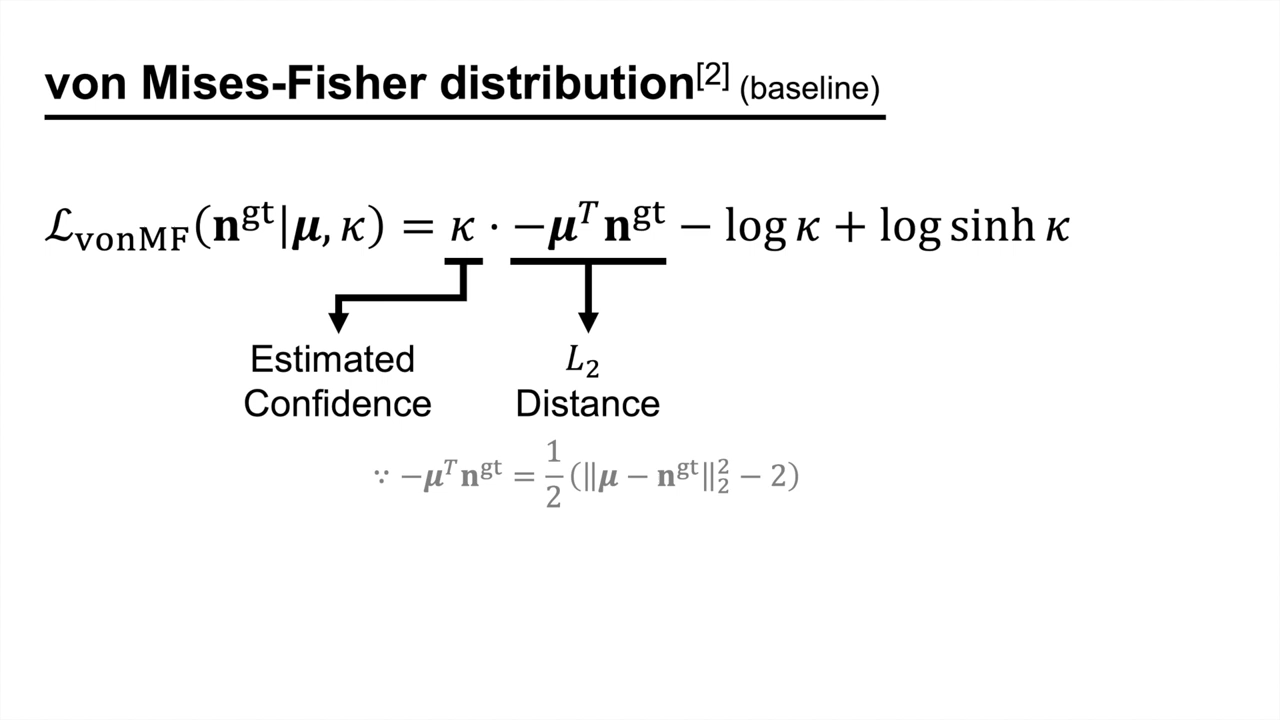 von Mises-Fisher distribution[2] (baseline)
ℒvonMF(n^gt|μ, κ) = κ · −μ^T n^gt − log κ + log sinh κ
Estimated L₂
Confidence Distance
∵ −μ^T n^gt = 1/2 (‖μ − n^gt‖₂² − 2)